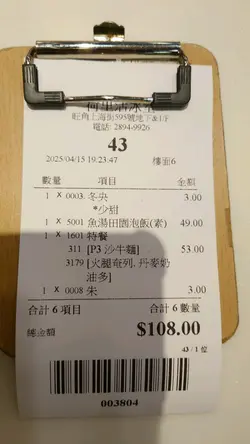 何里活冰室
旺角上海街595號地下&1/F
電話: 2894-9926
43
2025/04/15 19:23:47 樓面6
數量 項目 金額
1 X 0003. 冬央 3.00
*少甜
1 X 5001 魚湯田園泡飯(素) 49.00
1 X 1601 特餐
311 [P3 沙牛麵] 53.00
3179 [火腿奄列, 丹麥奶
油多]
1 X 0008 朱 3.00
合計 6 項目 合計 6 數量
總金額 $108.00
43 / 1 位
003804